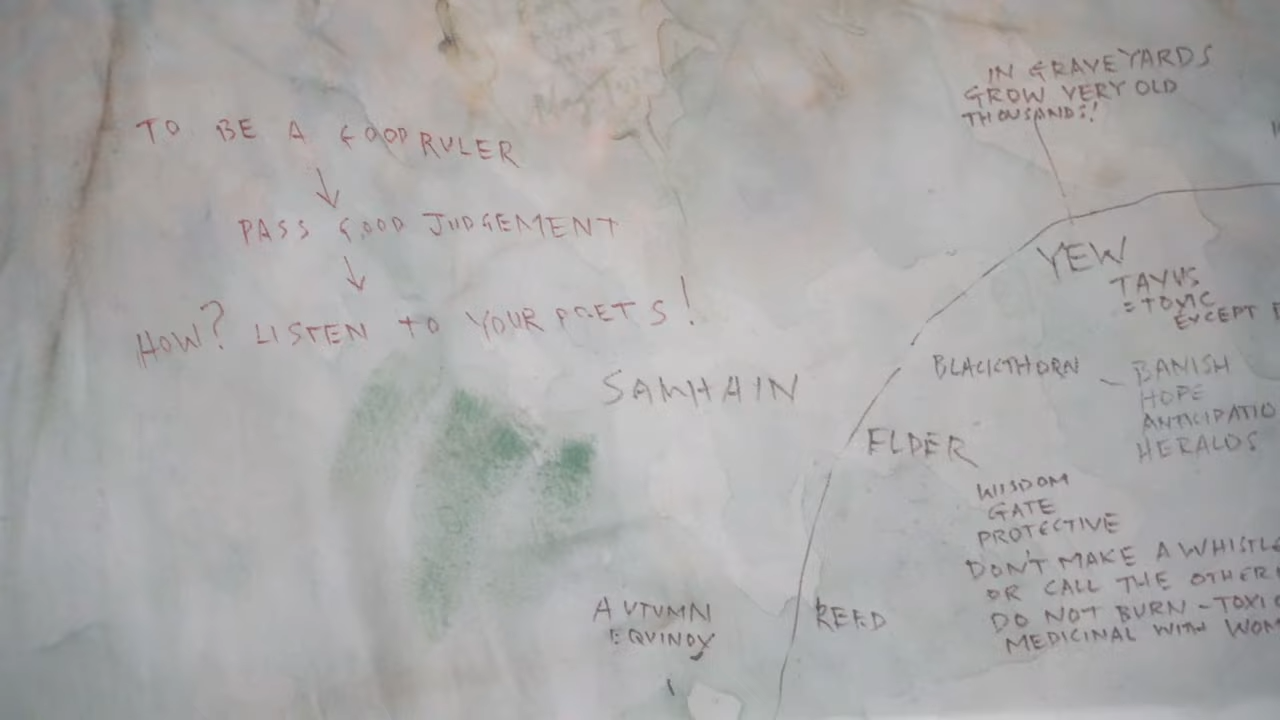 TO BE A GOOD RULER
↓
PASS GOOD JUDGEMENT
↓
HOW? LISTEN TO YOUR POETS!
IN GRAVEYARDS
GROW VERY OLD
THOUSANDS!
YEW
TAXUS
= TOXIC
EXCEPT
SAMHAIN
BLACKTHORN
BANISH
HOPE
ANTICIPATIO
HERALDS
ELDER
WISDOM
GATE
PROTECTIVE
DON'T MAKE A WHISTLE
OR CALL THE OTHER
DO NOT BURN - TOXIC
MEDICINAL WITH WOM
AUTUMN
EQUINOX
REED